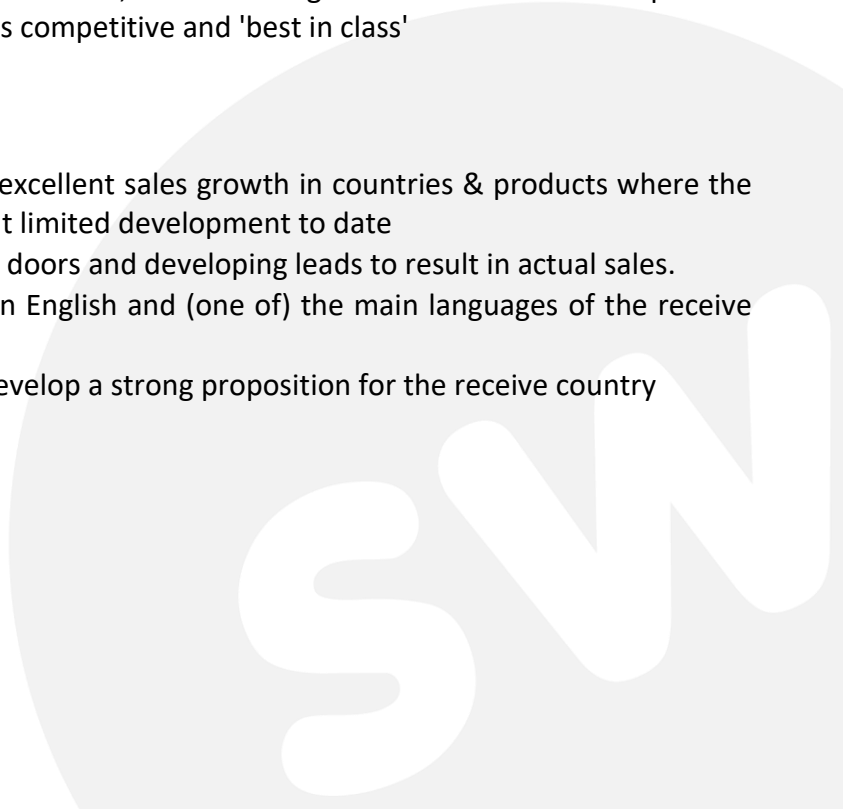 s competitive and 'best in class'
excellent sales growth in countries & products where the
t limited development to date
doors and developing leads to result in actual sales.
n English and (one of) the main languages of the receive
evelop a strong proposition for the receive country
sw